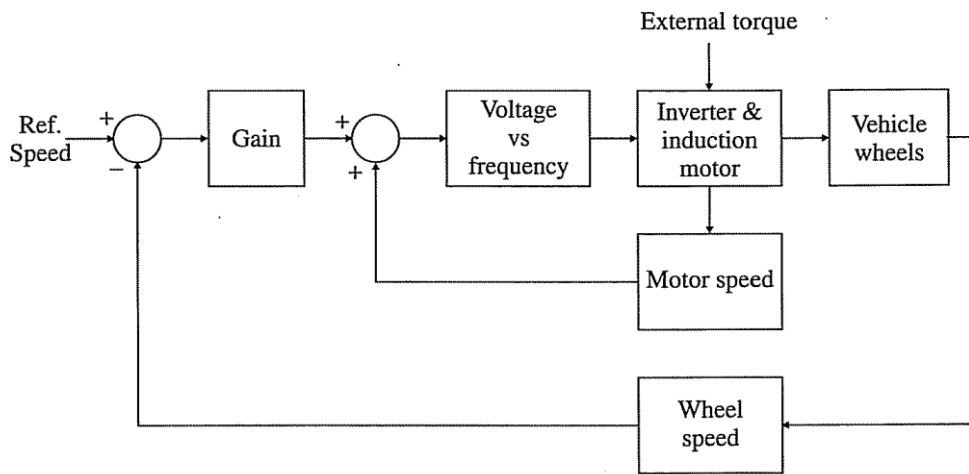 External torque
Ref.
Speed
+
−
Gain
+
+
Voltage
vs
frequency
Inverter &
induction
motor
Vehicle
wheels
Motor speed
Wheel
speed